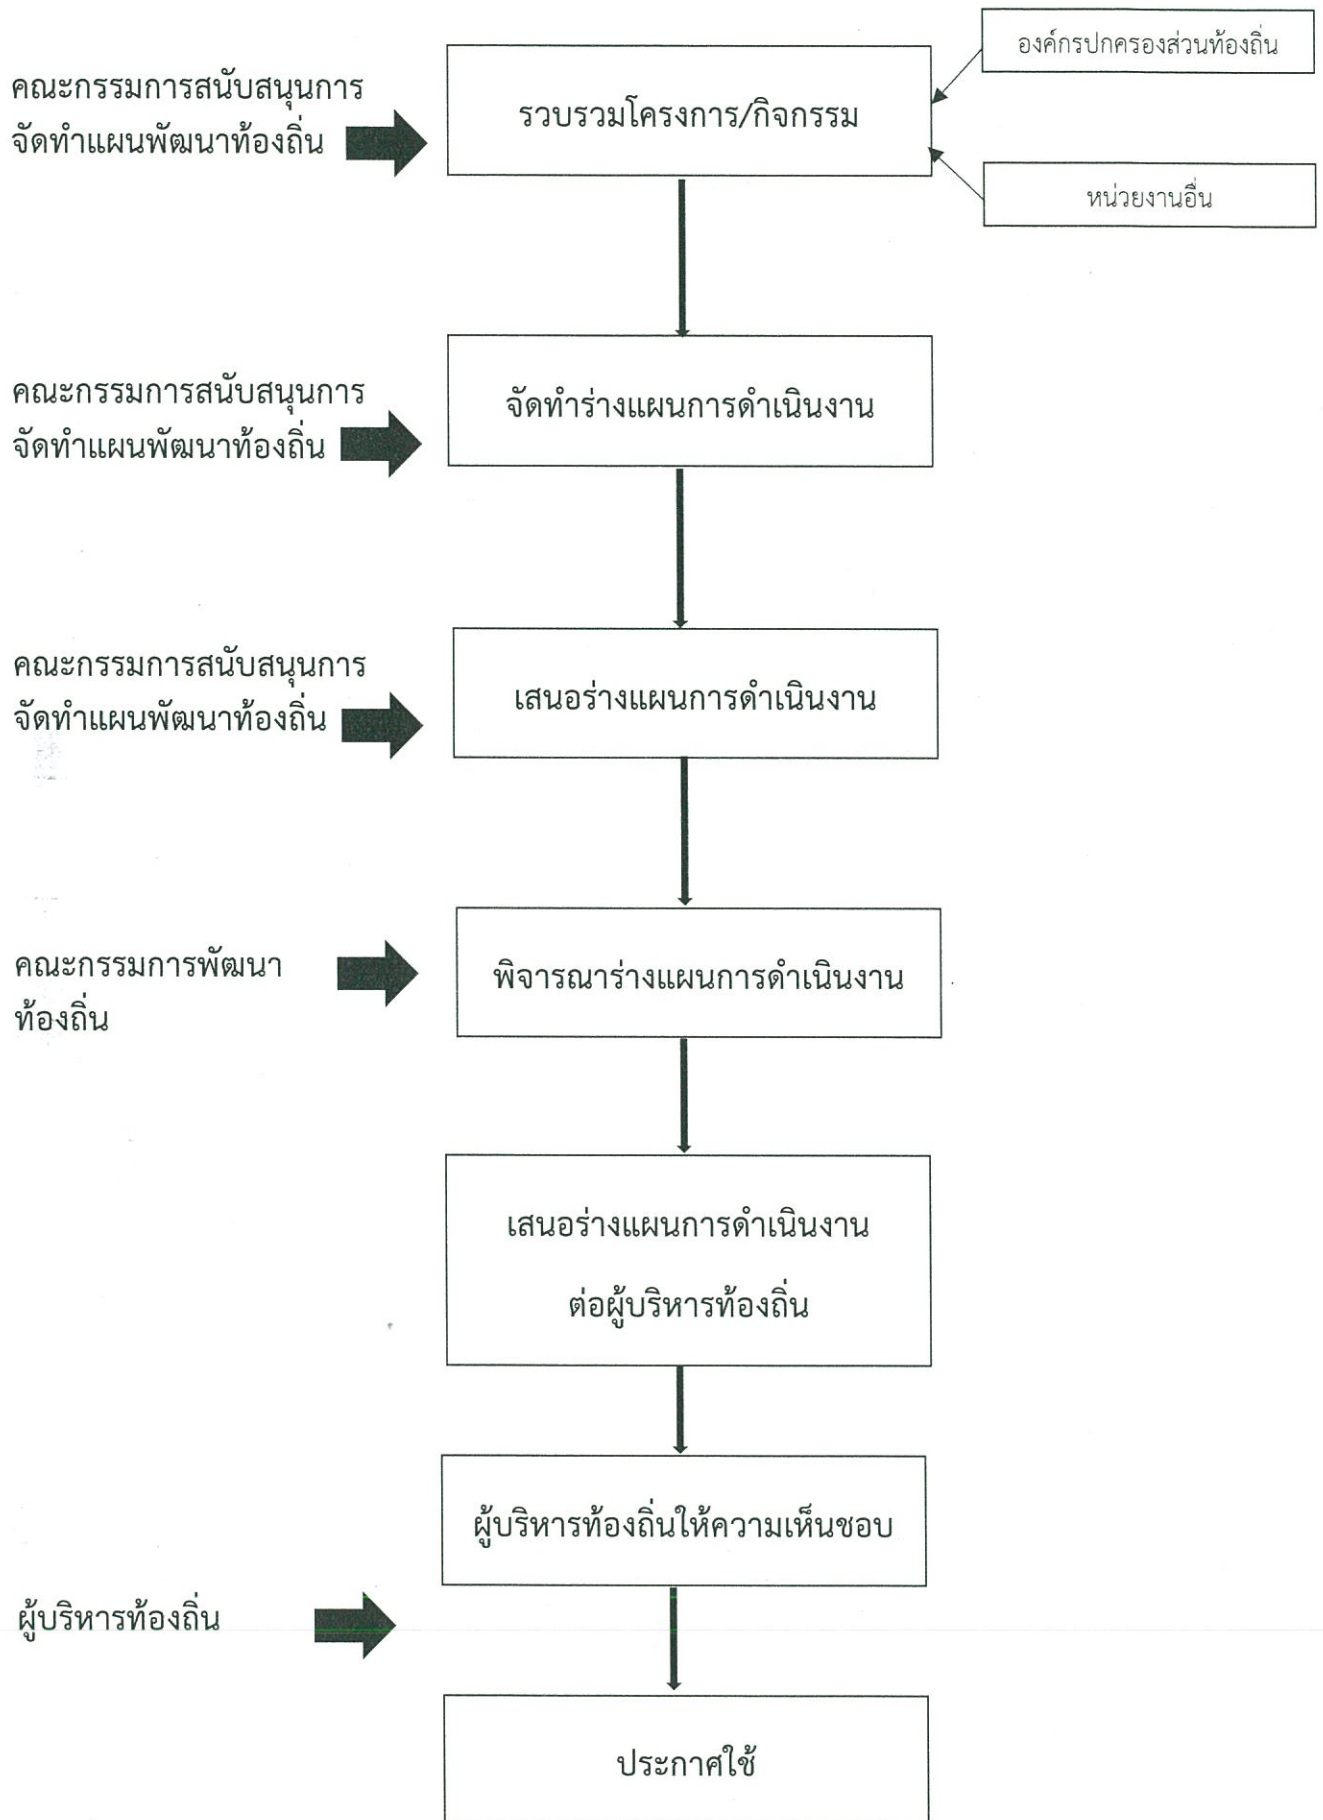 องค์กรปกครองส่วนท้องถิ่น
คณะกรรมการสนับสนุนการ
จัดทำแผนพัฒนาท้องถิ่น
รวบรวมโครงการ/กิจกรรม
หน่วยงานอื่น
คณะกรรมการสนับสนุนการ
จัดทำแผนพัฒนาท้องถิ่น
จัดทำร่างแผนการดำเนินงาน
คณะกรรมการสนับสนุนการ
จัดทำแผนพัฒนาท้องถิ่น
เสนอร่างแผนการดำเนินงาน
คณะกรรมการพัฒนา
ท้องถิ่น
พิจารณาร่างแผนการดำเนินงาน
เสนอร่างแผนการดำเนินงาน
ต่อผู้บริหารท้องถิ่น
ผู้บริหารท้องถิ่นให้ความเห็นชอบ
ผู้บริหารท้องถิ่น
ประกาศใช้